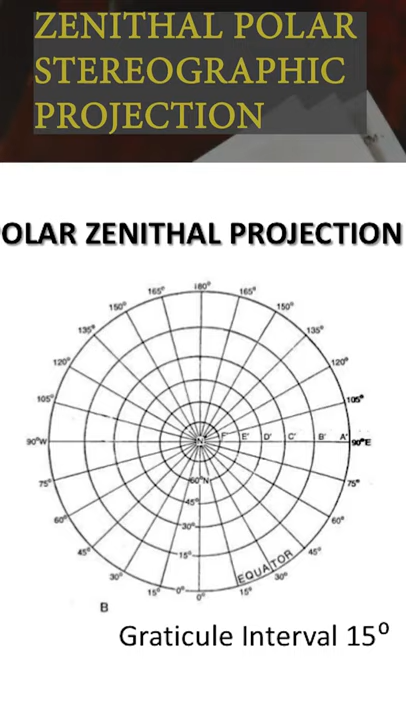 ZENITHAL POLAR
STEREOGRAPHIC
PROJECTION
OLAR ZENITHAL PROJECTION
180°
165° 165°
150° 150°
135° 135°
120° 120°
105° 105°
90°W N F' E' D' C' B' A' 90°E
75° 60°N 75°
45°
60° 30° 60°
45° 15° EQUATOR 45°
30° 0° 30°
15° 0° 15°
B
Graticule Interval 15⁰